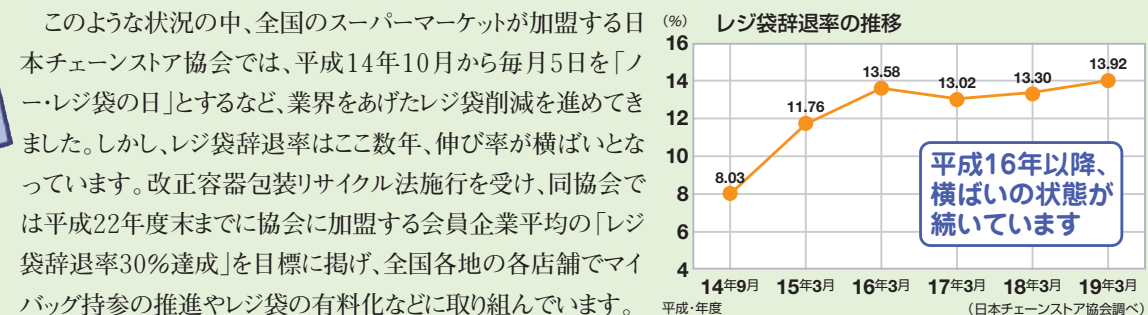 このような状況の中、全国のスーパーマーケットが加盟する日
本チェーンストア協会では、平成14年10月から毎月5日を「ノ
ー・レジ袋の日」とするなど、業界をあげたレジ袋削減を進めてき
ました。しかし、レジ袋辞退率はここ数年、伸び率が横ばいとな
っています。改正容器包装リサイクル法施行を受け、同協会で
は平成22年度末までに協会に加盟する会員企業平均の「レジ
袋辞退率30%達成」を目標に掲げ、全国各地の各店舗でマイ
バッグ持参の推進やレジ袋の有料化などに取り組んでいます。
(%) レジ袋辞退率の推移
16
14
12
10
8
6
4
8.03
11.76
13.58
13.02
13.30
13.92
平成16年以降、
横ばいの状態が
続いています
14年9月 15年3月 16年3月 17年3月 18年3月 19年3月
平成・年度
(日本チェーンストア協会調べ)